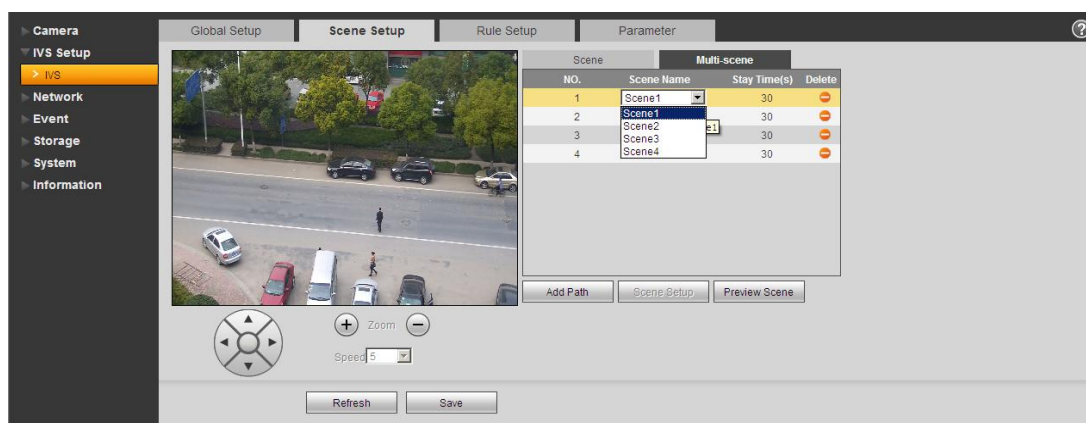 Camera
IVS Setup
> IVS
Network
Event
Storage
System
Information
Global Setup Scene Setup Rule Setup Parameter
?
Scene Multi-scene
NO. Scene Name Stay Time(s) Delete
1 Scene1 30
2 30
3 30
4 30
Scene1
Scene2
Scene3
Scene4
e1
Add Path Scene Setup Preview Scene
Zoom
Speed 5
Refresh Save